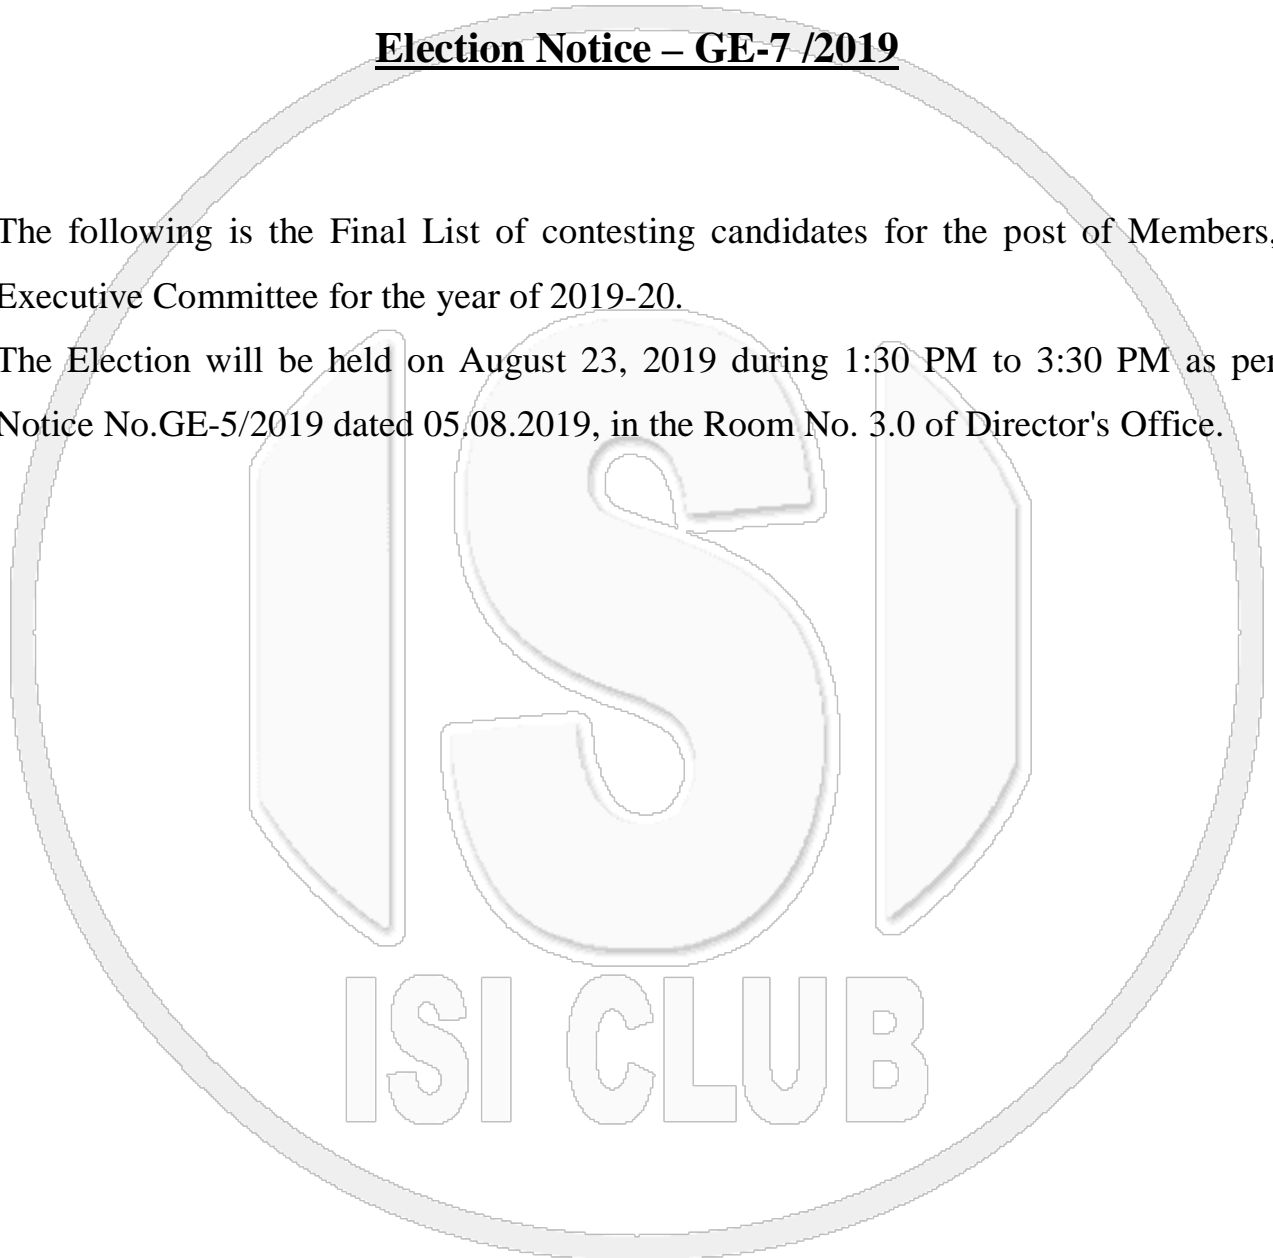 Election Notice – GE-7 /2019
The following is the Final List of contesting candidates for the post of Members,
Executive Committee for the year of 2019-20.
The Election will be held on August 23, 2019 during 1:30 PM to 3:30 PM as per
Notice No.GE-5/2019 dated 05.08.2019, in the Room No. 3.0 of Director's Office.
ISI
ISI CLUB